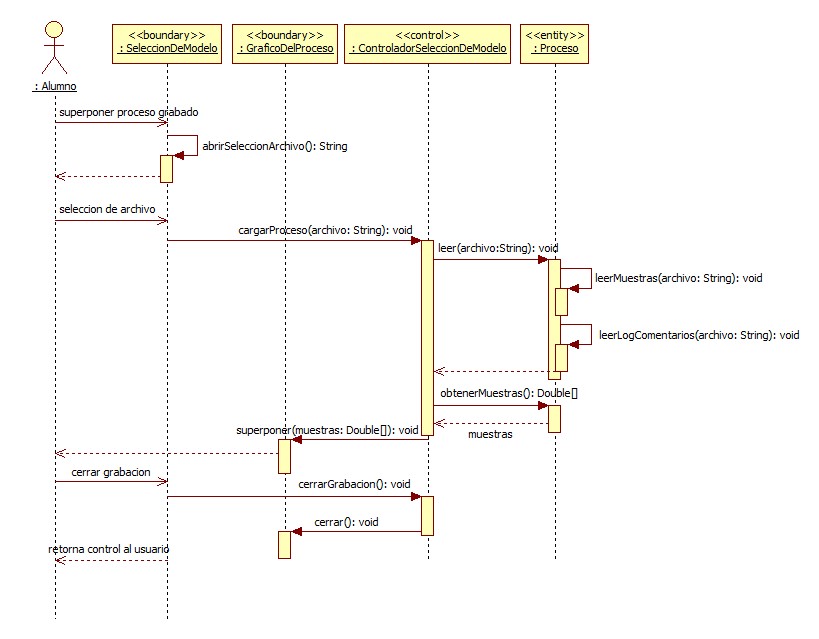 <<boundary>>
: SeleccionDeModelo
<<boundary>>
: GraficoDelProceso
<<control>>
: ControladorSeleccionDeModelo
<<entity>>
: Proceso
: Alumno
superponer proceso grabado
abrirSeleccionArchivo(): String
seleccion de archivo
cargarProceso(archivo: String): void
leer(archivo:String): void
leerMuestras(archivo: String): void
leerLogComentarios(archivo: String): void
obtenerMuestras(): Double[]
superponer(muestras: Double[]): void
muestras
cerrar grabacion
cerrarGrabacion(): void
cerrar(): void
retorna control al usuario